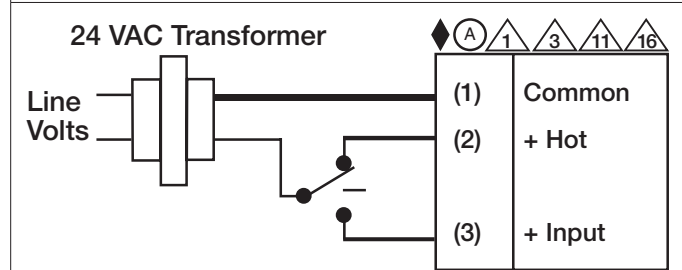 24 VAC Transformer
A 1 3 11 16
Line
Volts
(1) Common
(2) + Hot
(3) + Input